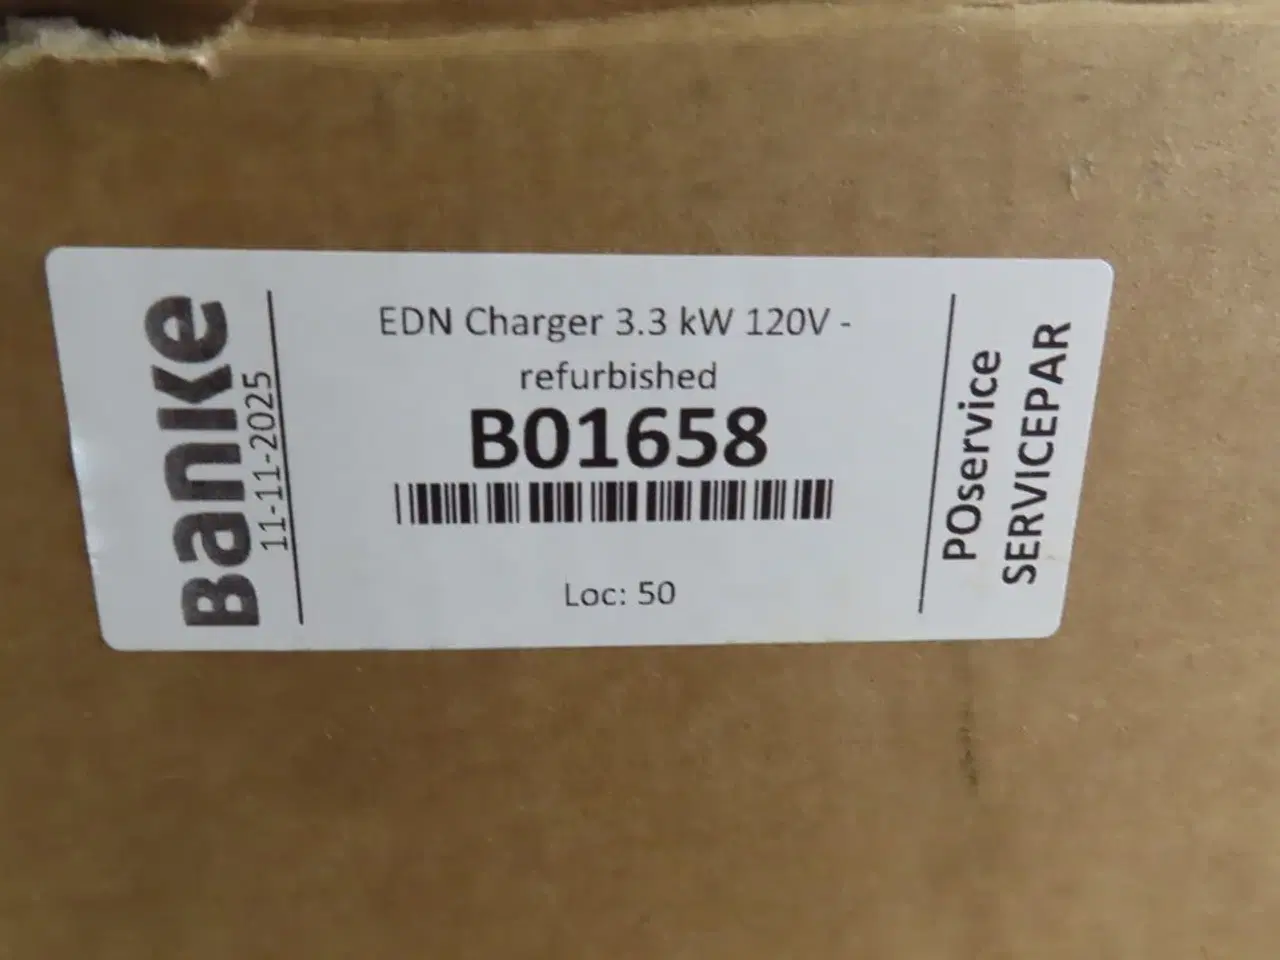 Banke
11-11-2025
EDN Charger 3.3 kW 120V -
refurbished
B01658
Loc: 50
POservice
SERVICEPAR